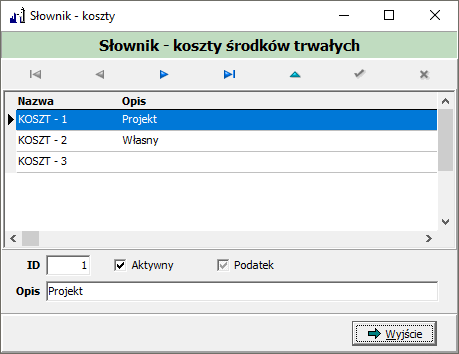 Słownik - koszty
Słownik - koszty środków trwałych
Nazwa Opis
KOSZT - 1 Projekt
KOSZT - 2 Własny
KOSZT - 3
ID 1 Aktywny Podatek
Opis Projekt
Wyjście